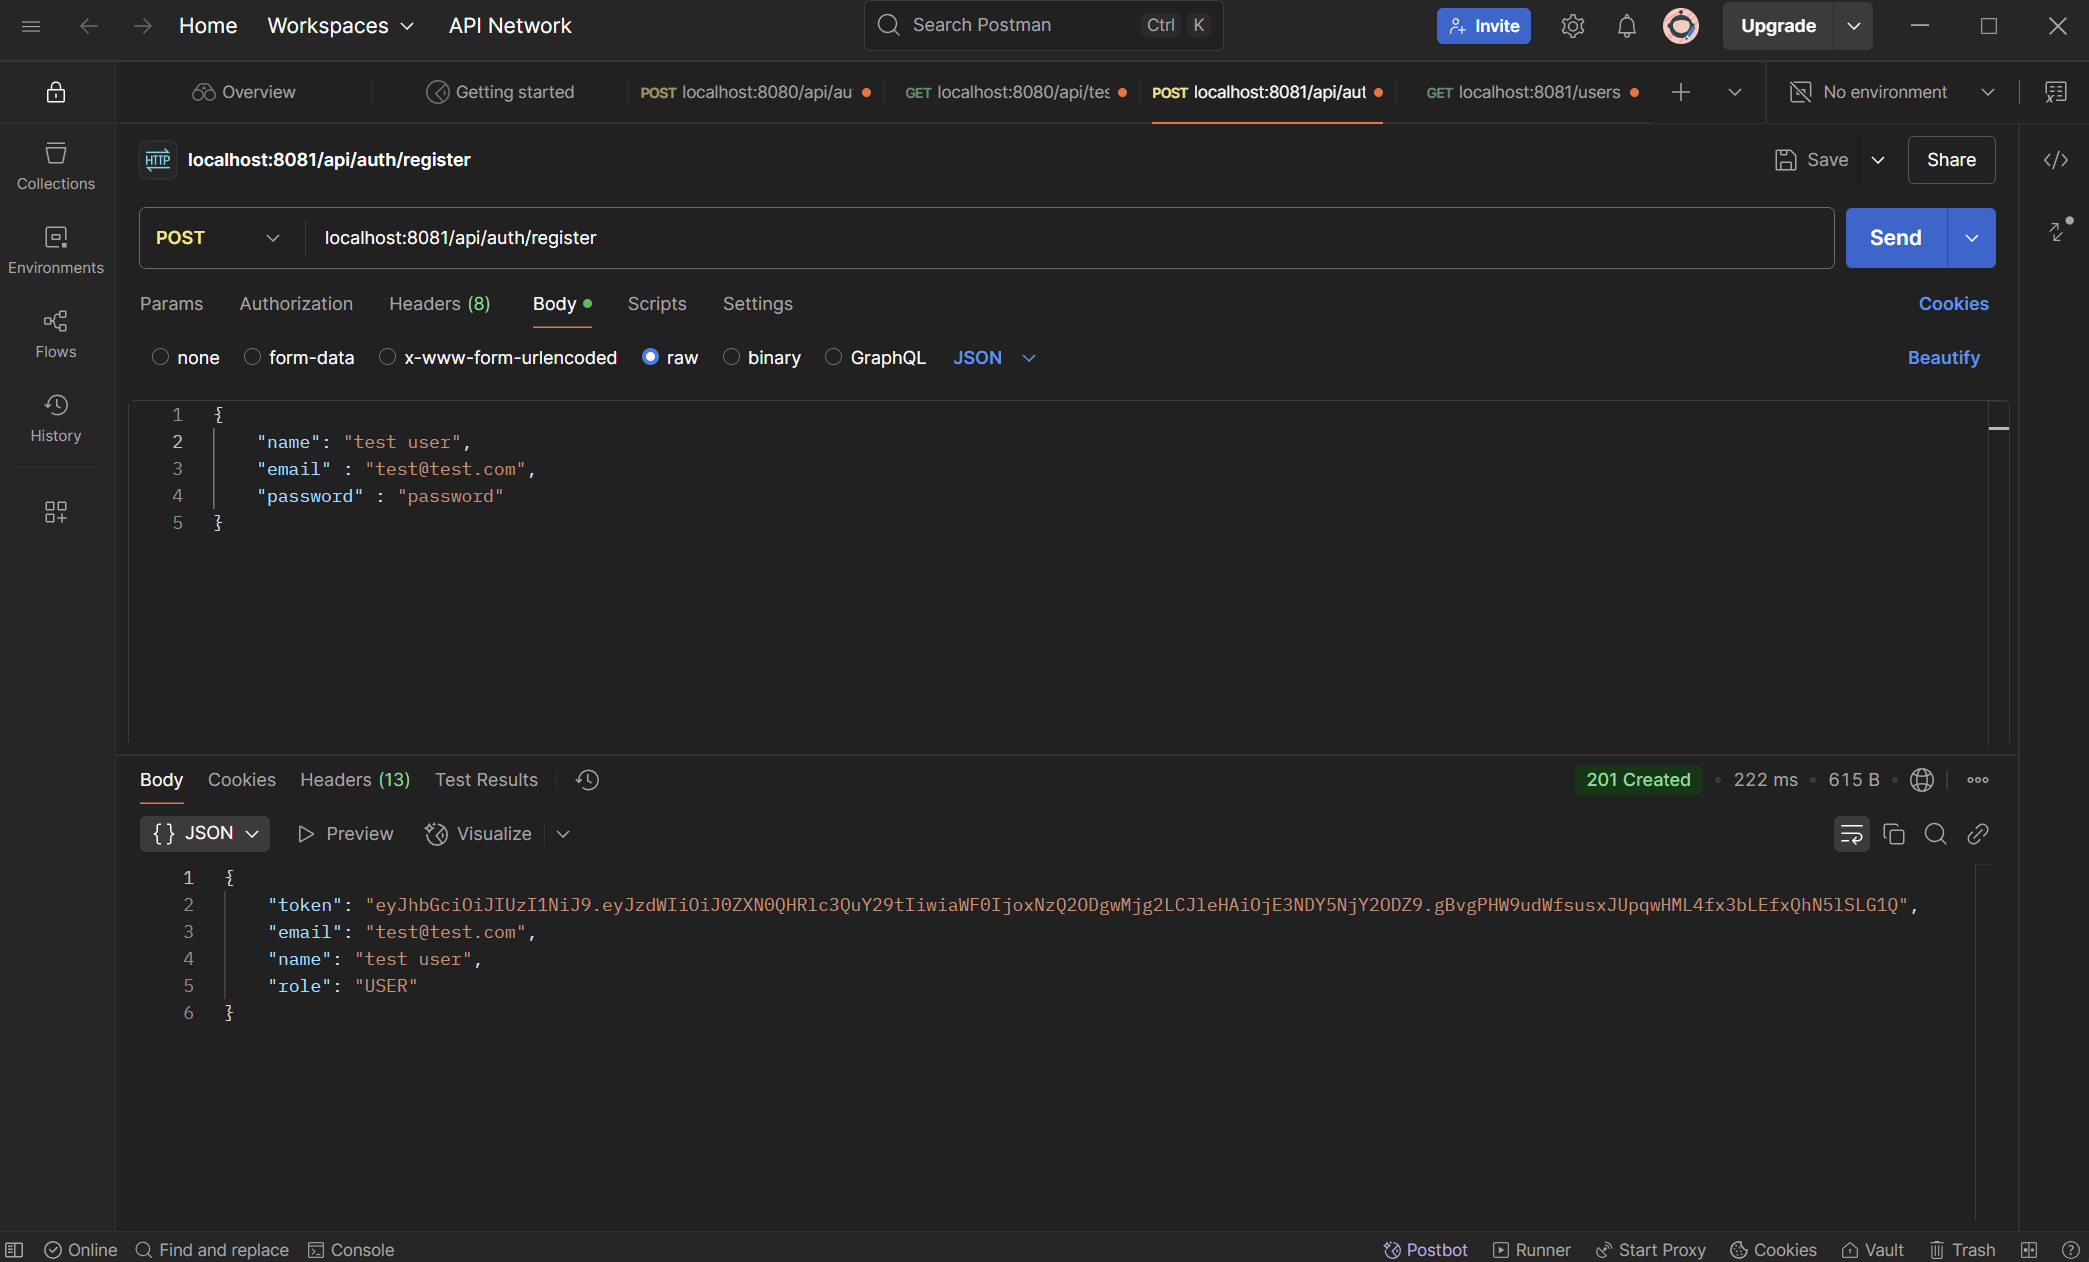 Home Workspaces API Network Search Postman Ctrl K Invite Upgrade
Overview Getting started POST localhost:8080/api/au GET localhost:8080/api/tes POST localhost:8081/api/aut GET localhost:8081/users No environment
HTTP localhost:8081/api/auth/register Save Share
POST localhost:8081/api/auth/register Send
Params Authorization Headers (8) Body Scripts Settings Cookies
none form-data x-www-form-urlencoded raw binary GraphQL JSON Beautify
Collections
Environments
Flows
History
1 {
2 "name": "test user",
3 "email" : "test@test.com",
4 "password" : "password"
5 }
Body Cookies Headers (13) Test Results 201 Created • 222 ms • 615 B
{} JSON Preview Visualize
1 {
2 "token": "eyJhbGciOiJIUzI1NiJ9.eyJzdWIiOiJ0ZXN0QHRlc3QuY29tIiwiaWF0IjoxNzQ2ODgwMjg2LCJleHAiOjE3NDY5NjY2ODZ9.gBvgPHW9udWfsusxJUpqwHML4fx3bLEfxQhN5lSLG1Q",
3 "email": "test@test.com",
4 "name": "test user",
5 "role": "USER"
6 }
Online Find and replace Console Postbot Runner Start Proxy Cookies Vault Trash